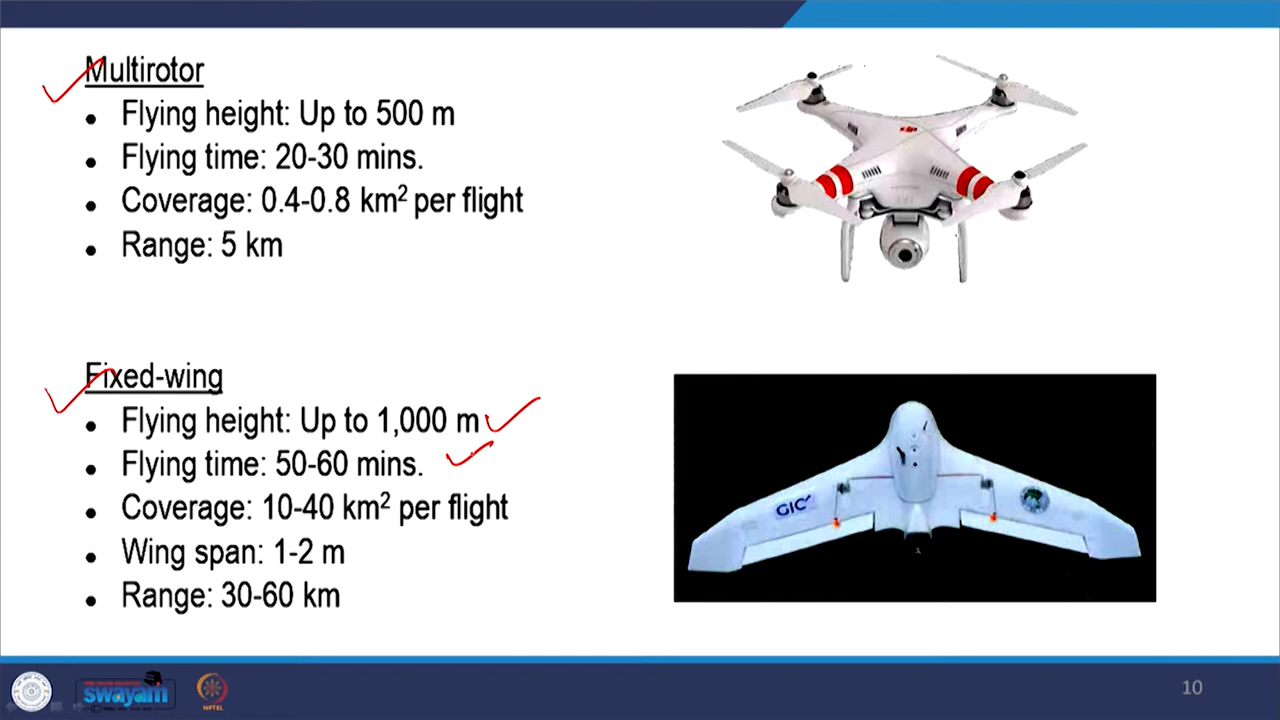 Multirotor
• Flying height: Up to 500 m
• Flying time: 20-30 mins.
• Coverage: 0.4-0.8 km² per flight
• Range: 5 km
Fixed-wing
• Flying height: Up to 1,000 m
• Flying time: 50-60 mins.
• Coverage: 10-40 km² per flight
• Wing span: 1-2 m
• Range: 30-60 km
GIC
swayam
NPTEL
10